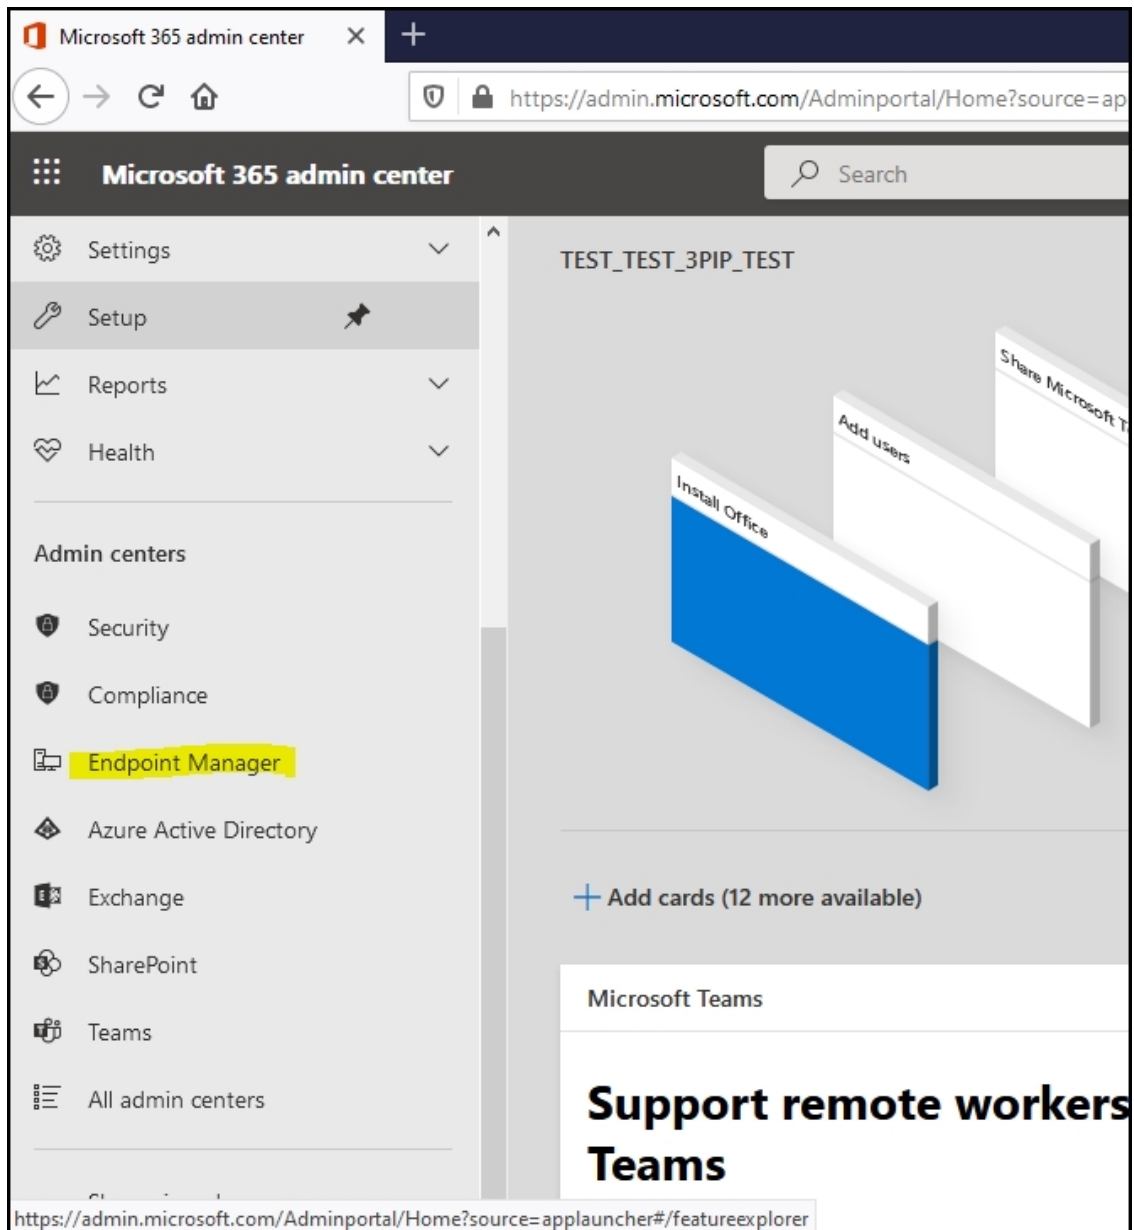 Microsoft 365 admin center
https://admin.microsoft.com/Adminportal/Home?source=ap
Microsoft 365 admin center
Search
Settings
Setup
Reports
Health
Admin centers
Security
Compliance
Endpoint Manager
Azure Active Directory
Exchange
SharePoint
Teams
All admin centers
TEST_TEST_3PIP_TEST
Install Office
Add users
Share Microsoft T
Add cards (12 more available)
Microsoft Teams
Support remote workers
Teams
https://admin.microsoft.com/Adminportal/Home?source=applauncher#/featureexplorer